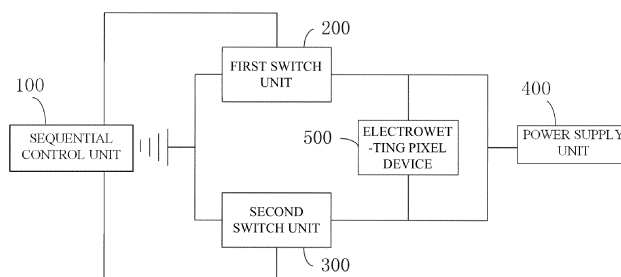 200
FIRST SWITCH
UNIT
100
SEQUENTIAL
CONTROL UNIT
500
ELECTROWET
-TING PIXEL
DEVICE
400
POWER SUPPLY
UNIT
SECOND
SWITCH UNIT
300